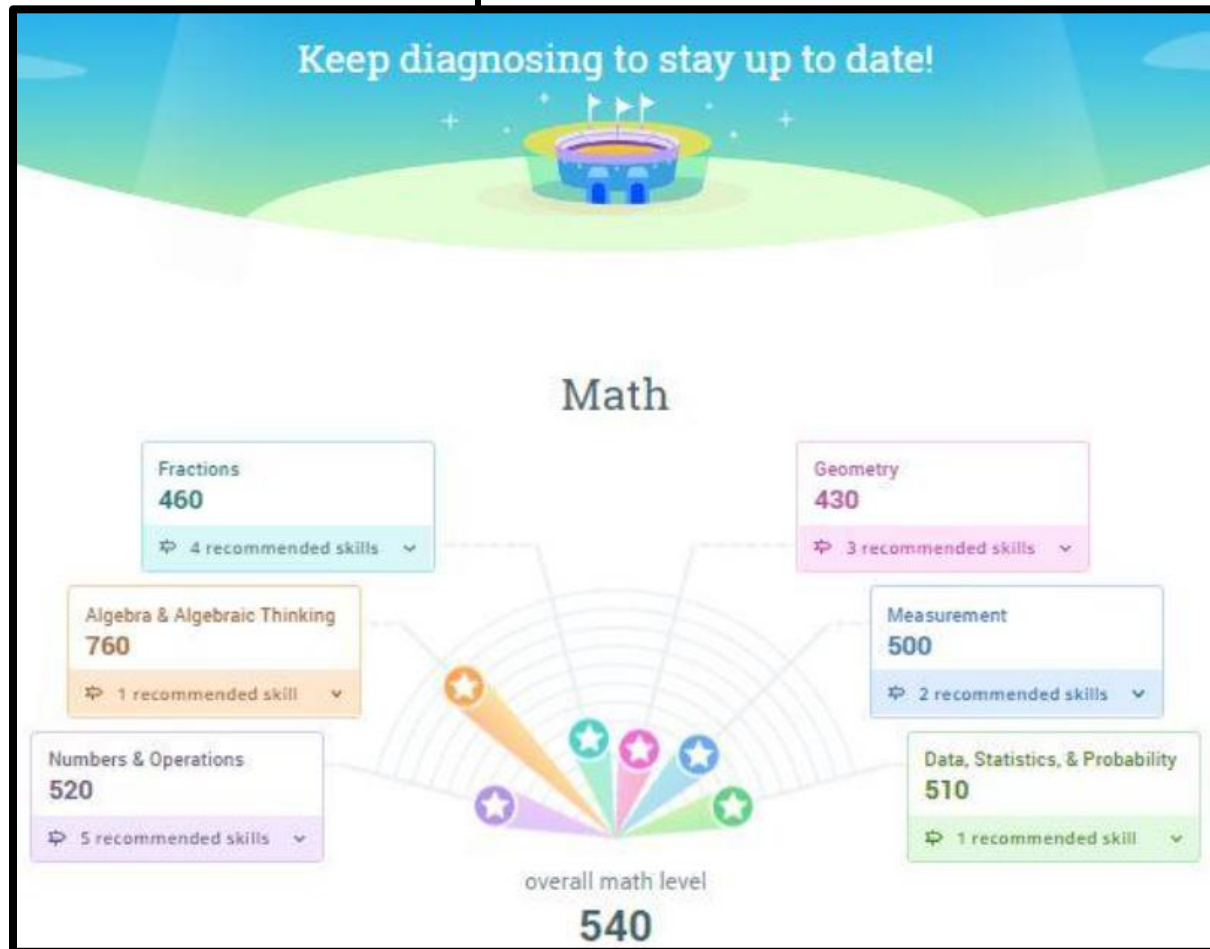 Keep diagnosing to stay up to date!
Math
Fractions
460
4 recommended skills
Geometry
430
3 recommended skills
Algebra & Algebraic Thinking
760
1 recommended skill
Measurement
500
2 recommended skills
Numbers & Operations
520
5 recommended skills
Data, Statistics, & Probability
510
1 recommended skill
overall math level
540